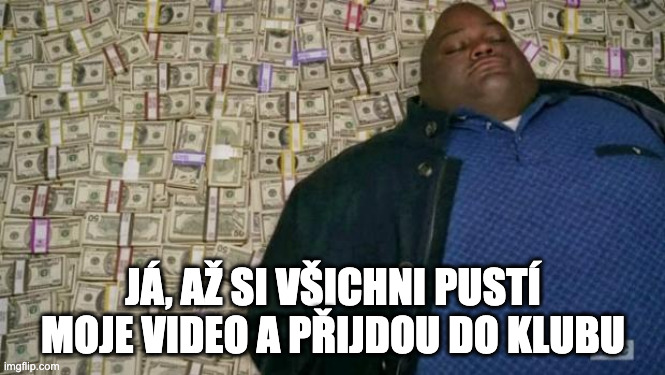 JÁ, AŽ SI VŠICHNI PUSTÍ
MOJE VIDEO A PŘIJDOU DO KLUBU
imgflip.com